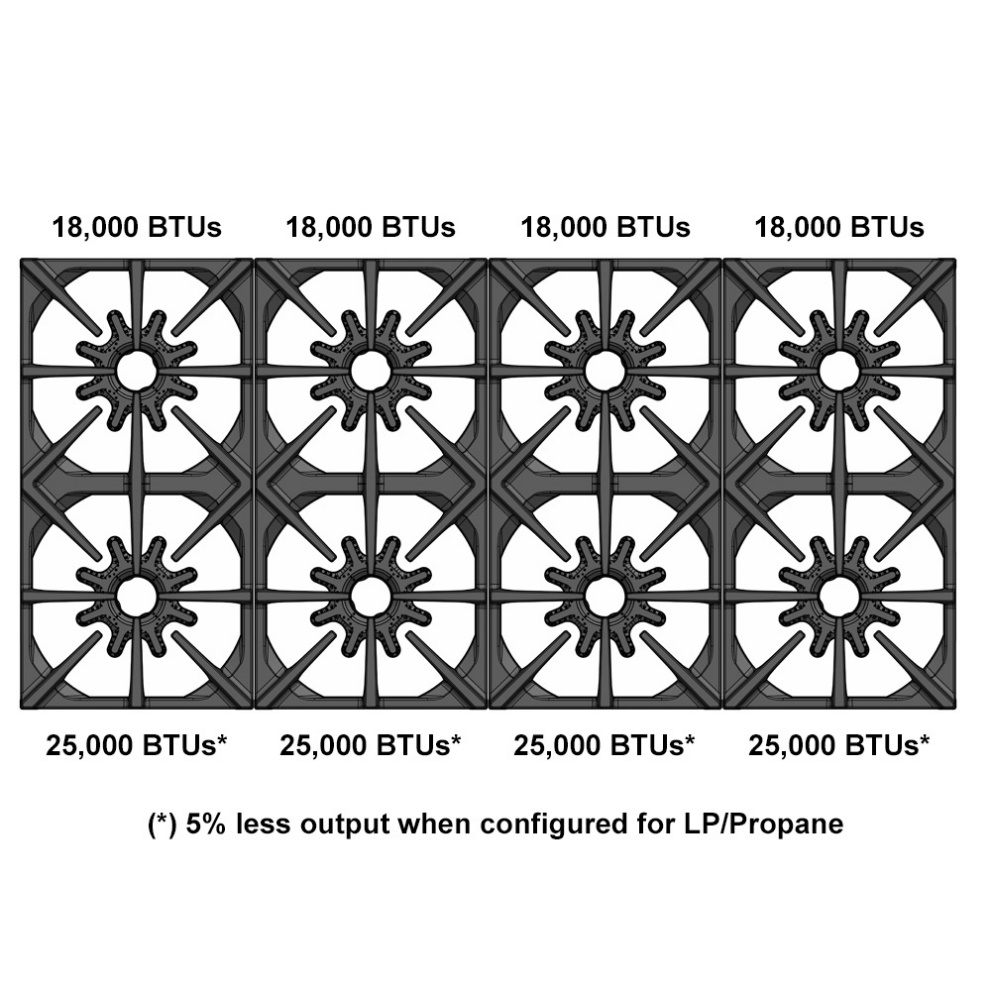 18,000 BTUs 18,000 BTUs 18,000 BTUs 18,000 BTUs
25,000 BTUs* 25,000 BTUs* 25,000 BTUs* 25,000 BTUs*
(*) 5% less output when configured for LP/Propane